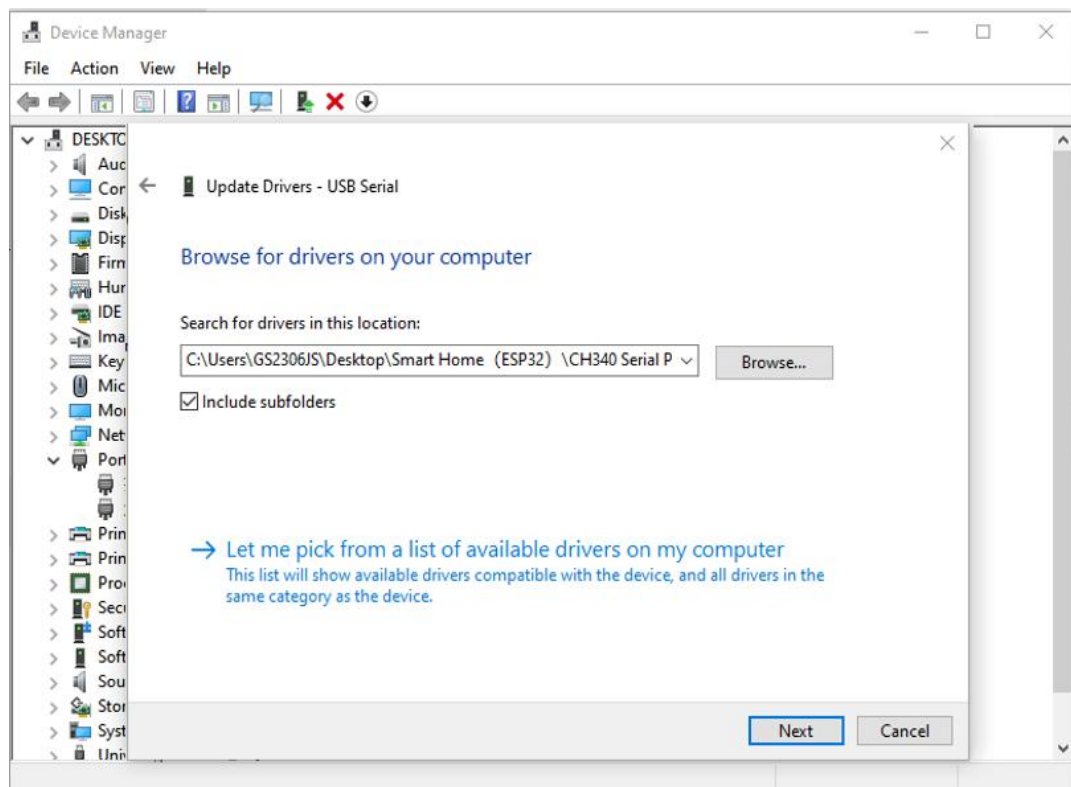 Device Manager
File Action View Help
DESKTC
Auc
Cor
Disk
Disp
Firn
Hur
IDE
Ima
Key
Mic
Mor
Net
Port
Prin
Prin
Pro
Secu
Soft
Soft
Sou
Stor
Syst
Univ
Update Drivers - USB Serial
Browse for drivers on your computer
Search for drivers in this location:
C:\Users\GS2306JS\Desktop\Smart Home（ESP32）\CH340 Serial P
Browse...
Include subfolders
Let me pick from a list of available drivers on my computer
This list will show available drivers compatible with the device, and all drivers in the
same category as the device.
Next Cancel